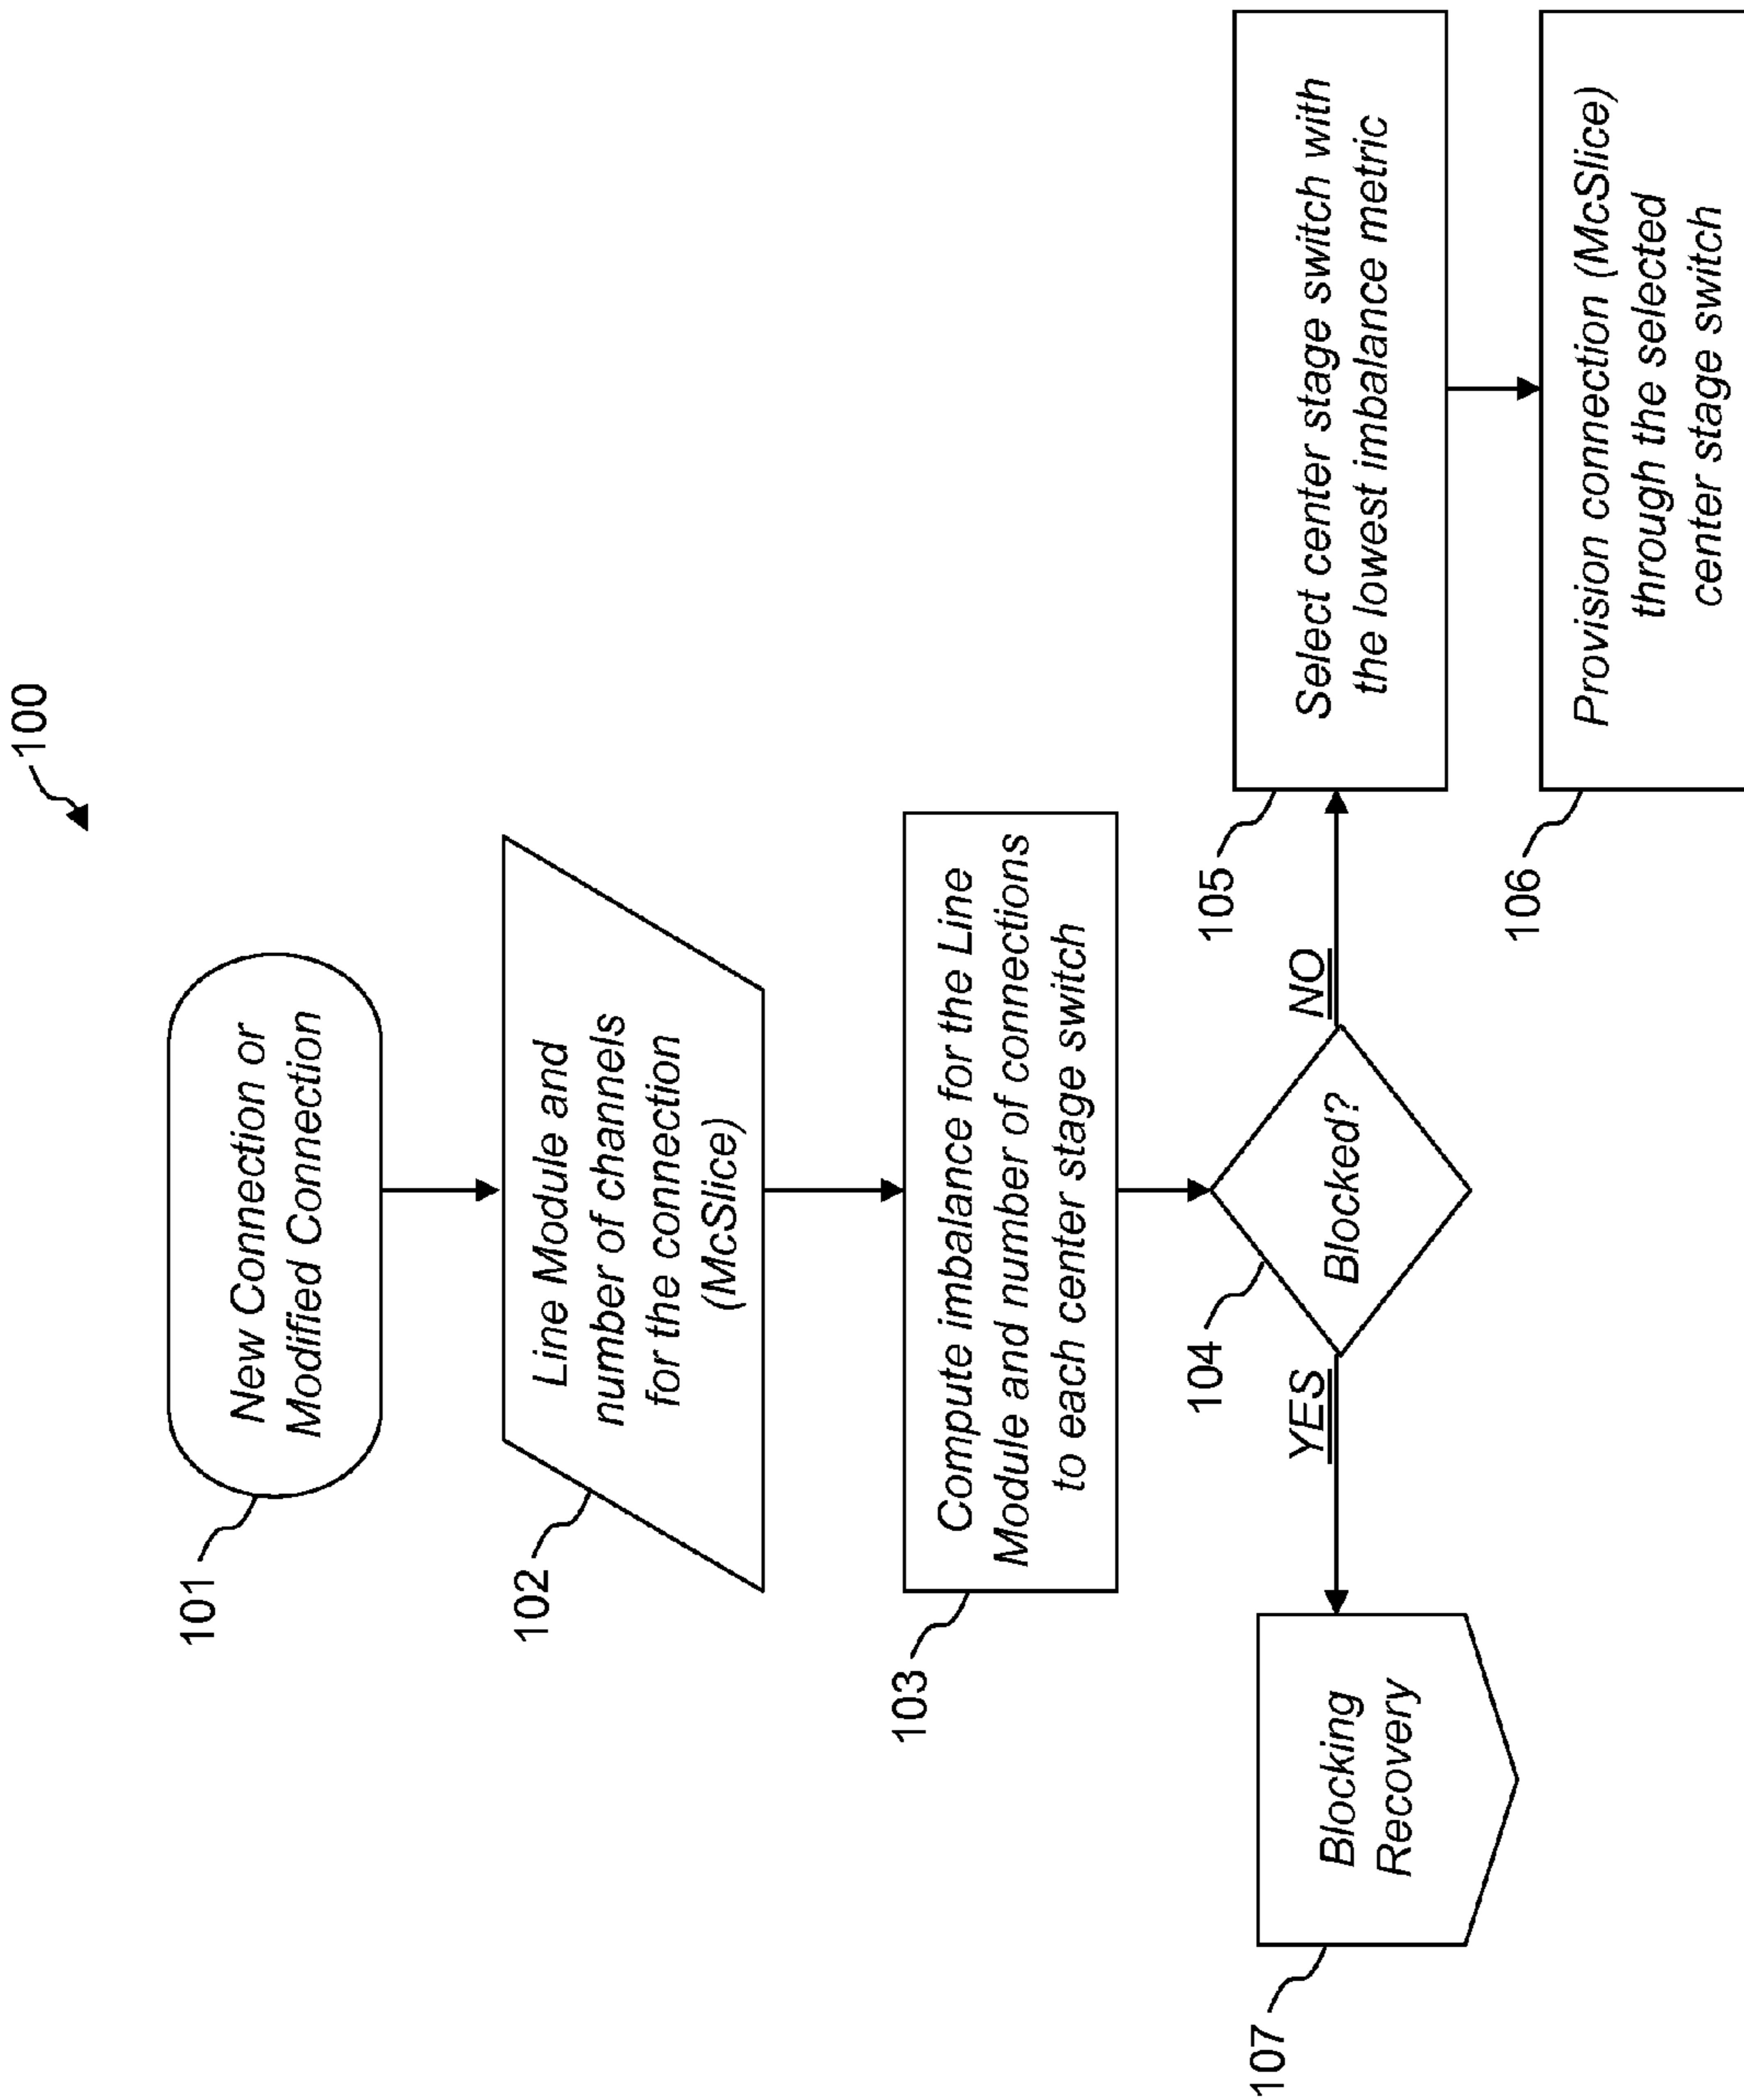 100
101
New Connection or
Modified Connection
102
Line Module and
number of channels
for the connection
(McSlice)
103
Compute imbalance for the Line
Module and number of connections
to each center stage switch
104
Blocked?
YES
NO
107
Blocking
Recovery
105
Select center stage switch with
the lowest imbalance metric
106
Provision connection (McSlice)
through the selected
center stage switch